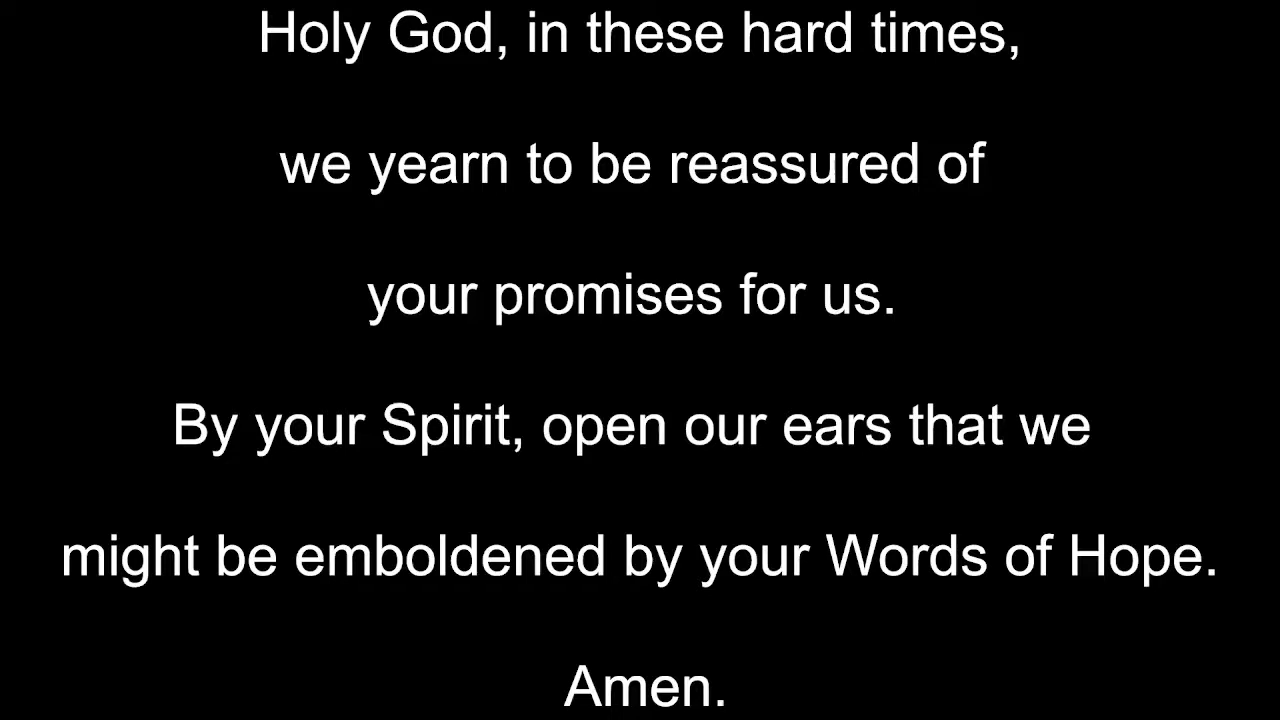 Holy God, in these hard times,
we yearn to be reassured of
your promises for us.
By your Spirit, open our ears that we
might be emboldened by your Words of Hope.
Amen.